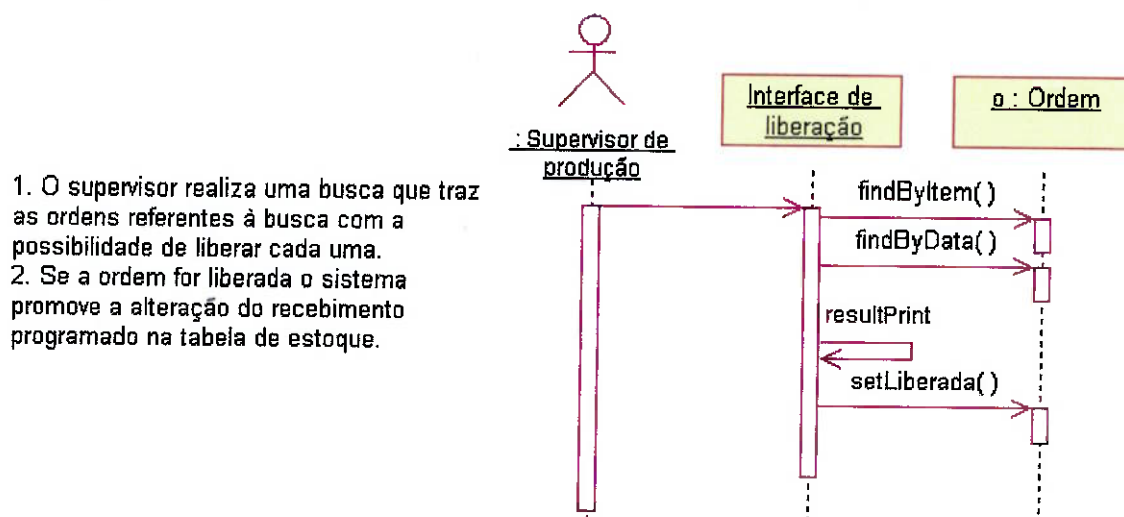 1. O supervisor realiza uma busca que traz
as ordens referentes à busca com a
possibilidade de liberar cada uma.
2. Se a ordem for liberada o sistema
promove a alteração do recebimento
programado na tabela de estoque.
: Supervisor de
produção
Interface de
liberação
o : Ordem
findByItem( )
findByData( )
resultPrint
setLiberada( )